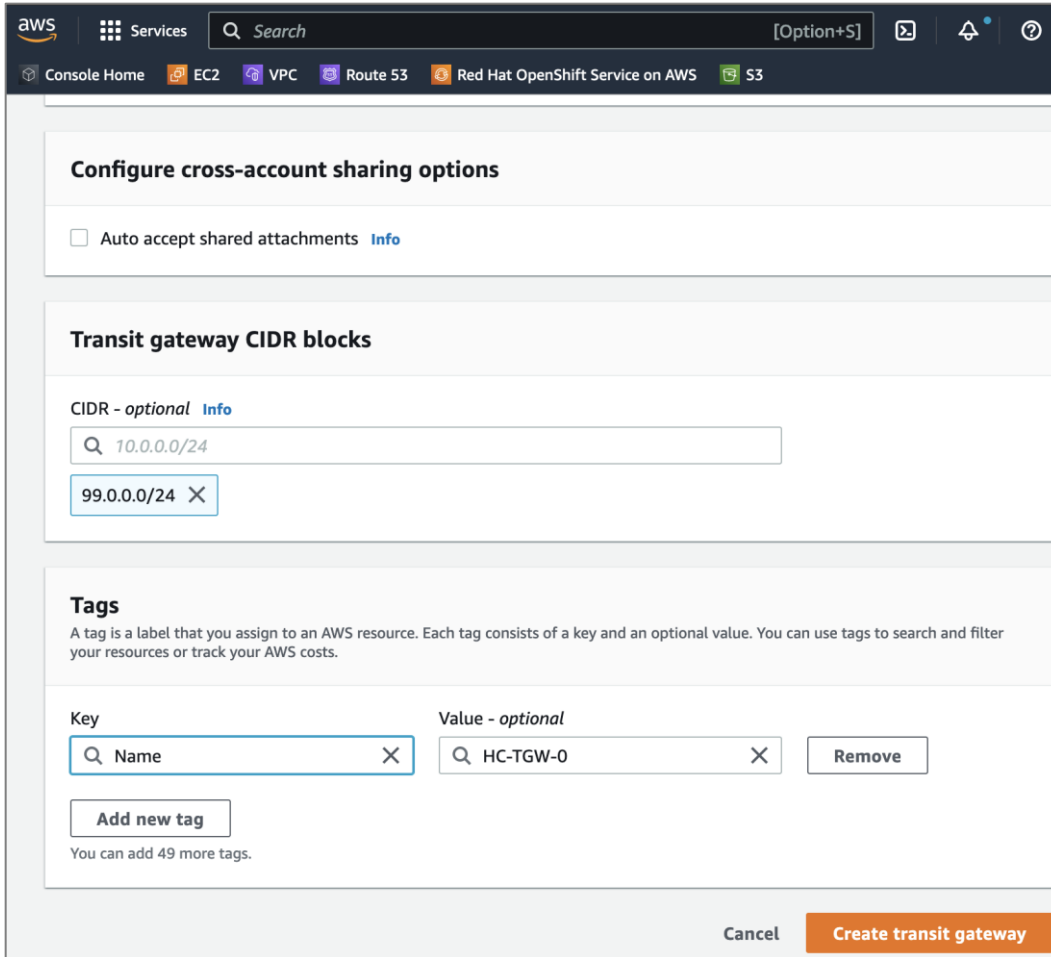 aws Services Search [Option+S]
Console Home EC2 VPC Route 53 Red Hat OpenShift Service on AWS S3
Configure cross-account sharing options
Auto accept shared attachments Info
Transit gateway CIDR blocks
CIDR - optional Info
10.0.0.0/24
99.0.0.0/24
Tags
A tag is a label that you assign to an AWS resource. Each tag consists of a key and an optional value. You can use tags to search and filter
your resources or track your AWS costs.
Key Value - optional
Name HC-TGW-0 Remove
Add new tag
You can add 49 more tags.
Cancel Create transit gateway